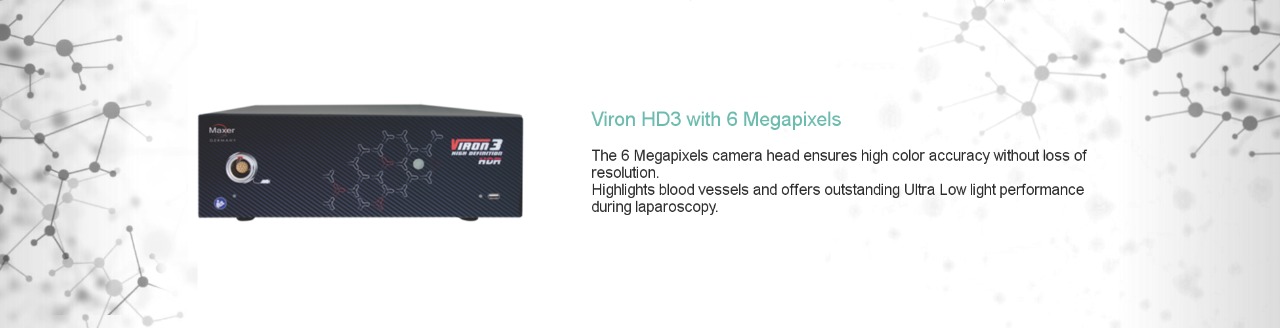 Viron HD3 with 6 Megapixels
The 6 Megapixels camera head ensures high color accuracy without loss of
resolution.
Highlights blood vessels and offers outstanding Ultra Low light performance
during laparoscopy.
Maxer
GERMANY
VIRON 3
HIGH DEFINITION
HDR